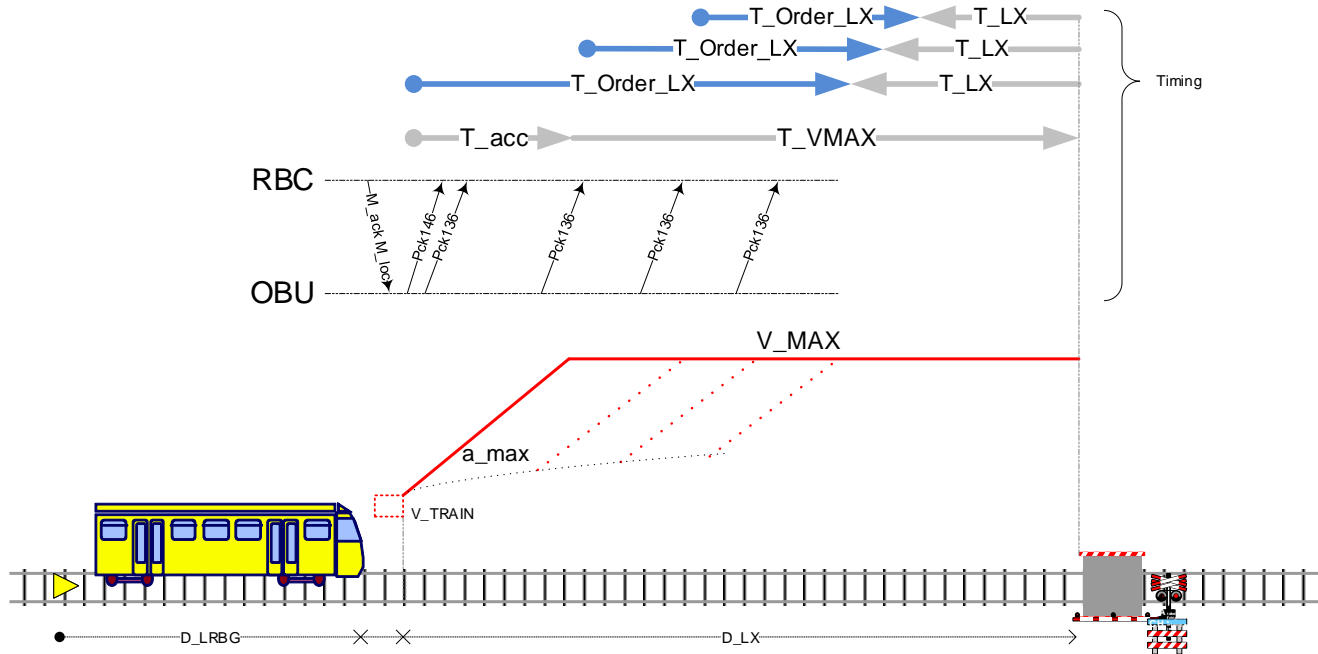 T_Order_LX T_LX
T_Order_LX T_LX
T_Order_LX T_LX
Timing
T_acc T_VMAX
RBC
M_ack M_loc
Pck146
Pck136
Pck136
Pck136
Pck136
OBU
V_MAX
a_max
V_TRAIN
D_LRBG D_LX